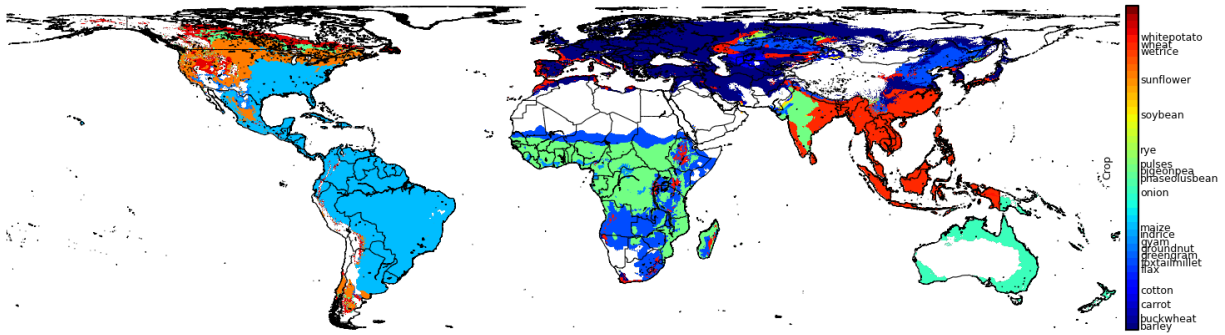 whitepotato
wheat
wetrice
sunflower
soybean
rye
pulses
pigeonpea
phaseolusbean
onion
maize
indrice
gyam
groundnut
greengram
foxtailmillet
flax
cotton
carrot
buckwheat
barley
Crop